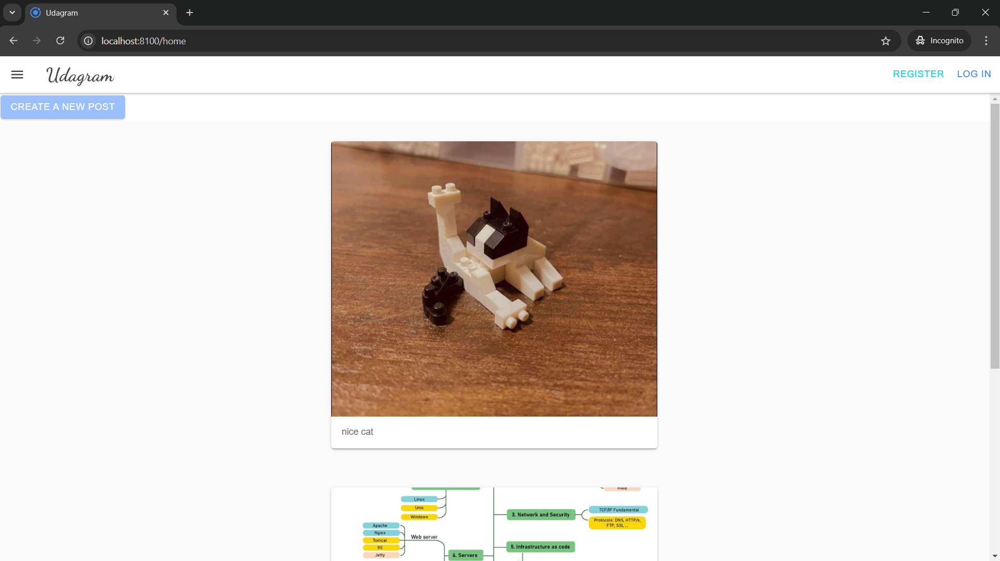 Udagram
localhost:8100/home
Incognito
Udagram
REGISTER
LOG IN
CREATE A NEW POST
nice cat
Ruby
Linux
Unix
Windows
3. Network and Security
TCP/IP Fundamental
Protocols: DNS, HTTP/s,
FTP, SSL ...
Apache
Nginx
Tomcat
IIS
Jetty
Web server
4. Servers
5. Infrastructure as code